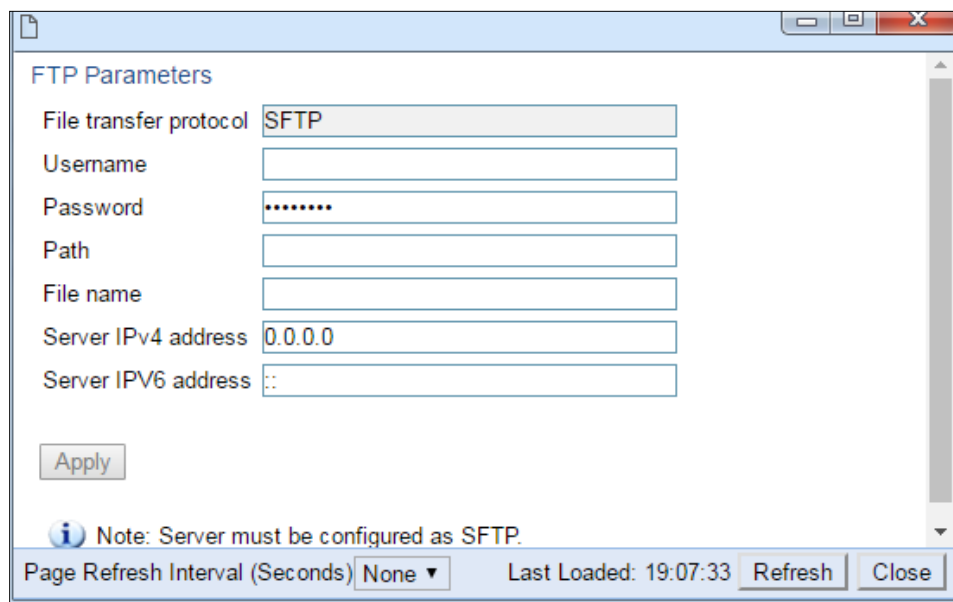 FTP Parameters
File transfer protocol SFTP
Username
Password ••••••••
Path
File name
Server IPv4 address 0.0.0.0
Server IPV6 address ::
Apply
Note: Server must be configured as SFTP.
Page Refresh Interval (Seconds) None Last Loaded: 19:07:33 Refresh Close